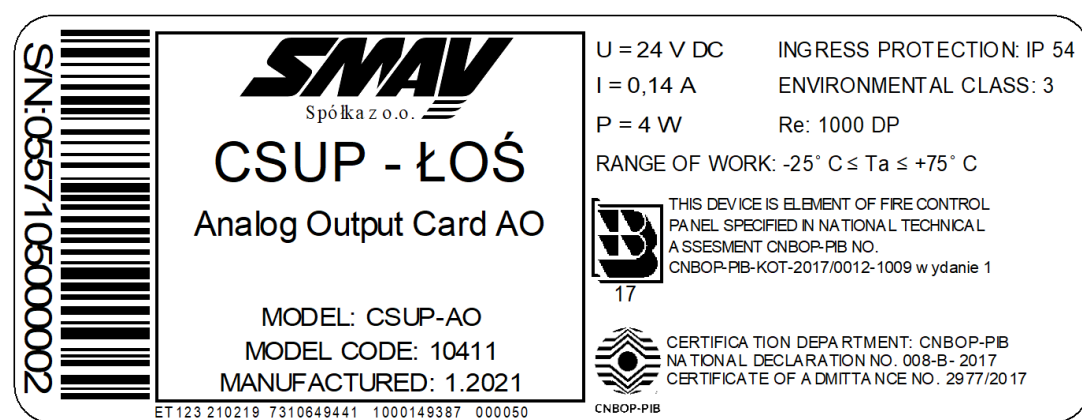 S/N:0557105000002
SMAY
Spółka z o.o.
CSUP - ŁOŚ
Analog Output Card AO
MODEL: CSUP-AO
MODEL CODE: 10411
MANUFACTURED: 1.2021
ET 123 210219 7310649441 1000149387 000050
U = 24 V DC INGRESS PROTECTION: IP 54
I = 0,14 A ENVIRONMENTAL CLASS: 3
P = 4 W Re: 1000 DP
RANGE OF WORK: -25° C ≤ Ta ≤ +75° C
THIS DEVICE IS ELEMENT OF FIRE CONTROL
PANEL SPECIFIED IN NATIONAL TECHNICAL
ASSESMENT CNBOP-PIB NO.
CNBOP-PIB-KOT-2017/0012-1009 wydanie 1
17
CERTIFICATION DEPARTMENT: CNBOP-PIB
NATIONAL DECLARATION NO. 008-B- 2017
CERTIFICATE OF ADMITTANCE NO. 2977/2017
CNBOP-PIB